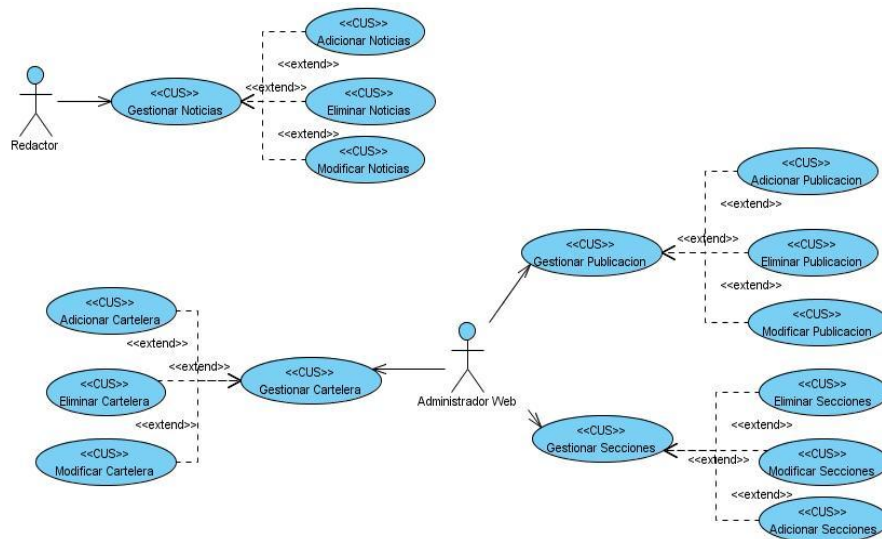 <<CUS>>
Adicionar Noticias
<<extend>>
<<CUS>>
Gestionar Noticias
<<extend>>
<<CUS>>
Eliminar Noticias
<<extend>>
<<CUS>>
Modificar Noticias
Redactor
<<CUS>>
Adicionar Publicacion
<<extend>>
<<CUS>>
Gestionar Publicacion
<<extend>>
<<CUS>>
Eliminar Publicacion
<<extend>>
<<CUS>>
Modificar Publicacion
<<CUS>>
Adicionar Cartelera
<<extend>>
<<CUS>>
Eliminar Cartelera
<<extend>>
<<CUS>>
Gestionar Cartelera
<<extend>>
<<CUS>>
Modificar Cartelera
Administrador Web
<<CUS>>
Eliminar Secciones
<<extend>>
<<CUS>>
Gestionar Secciones
<<extend>>
<<CUS>>
Modificar Secciones
<<extend>>
<<CUS>>
Adicionar Secciones